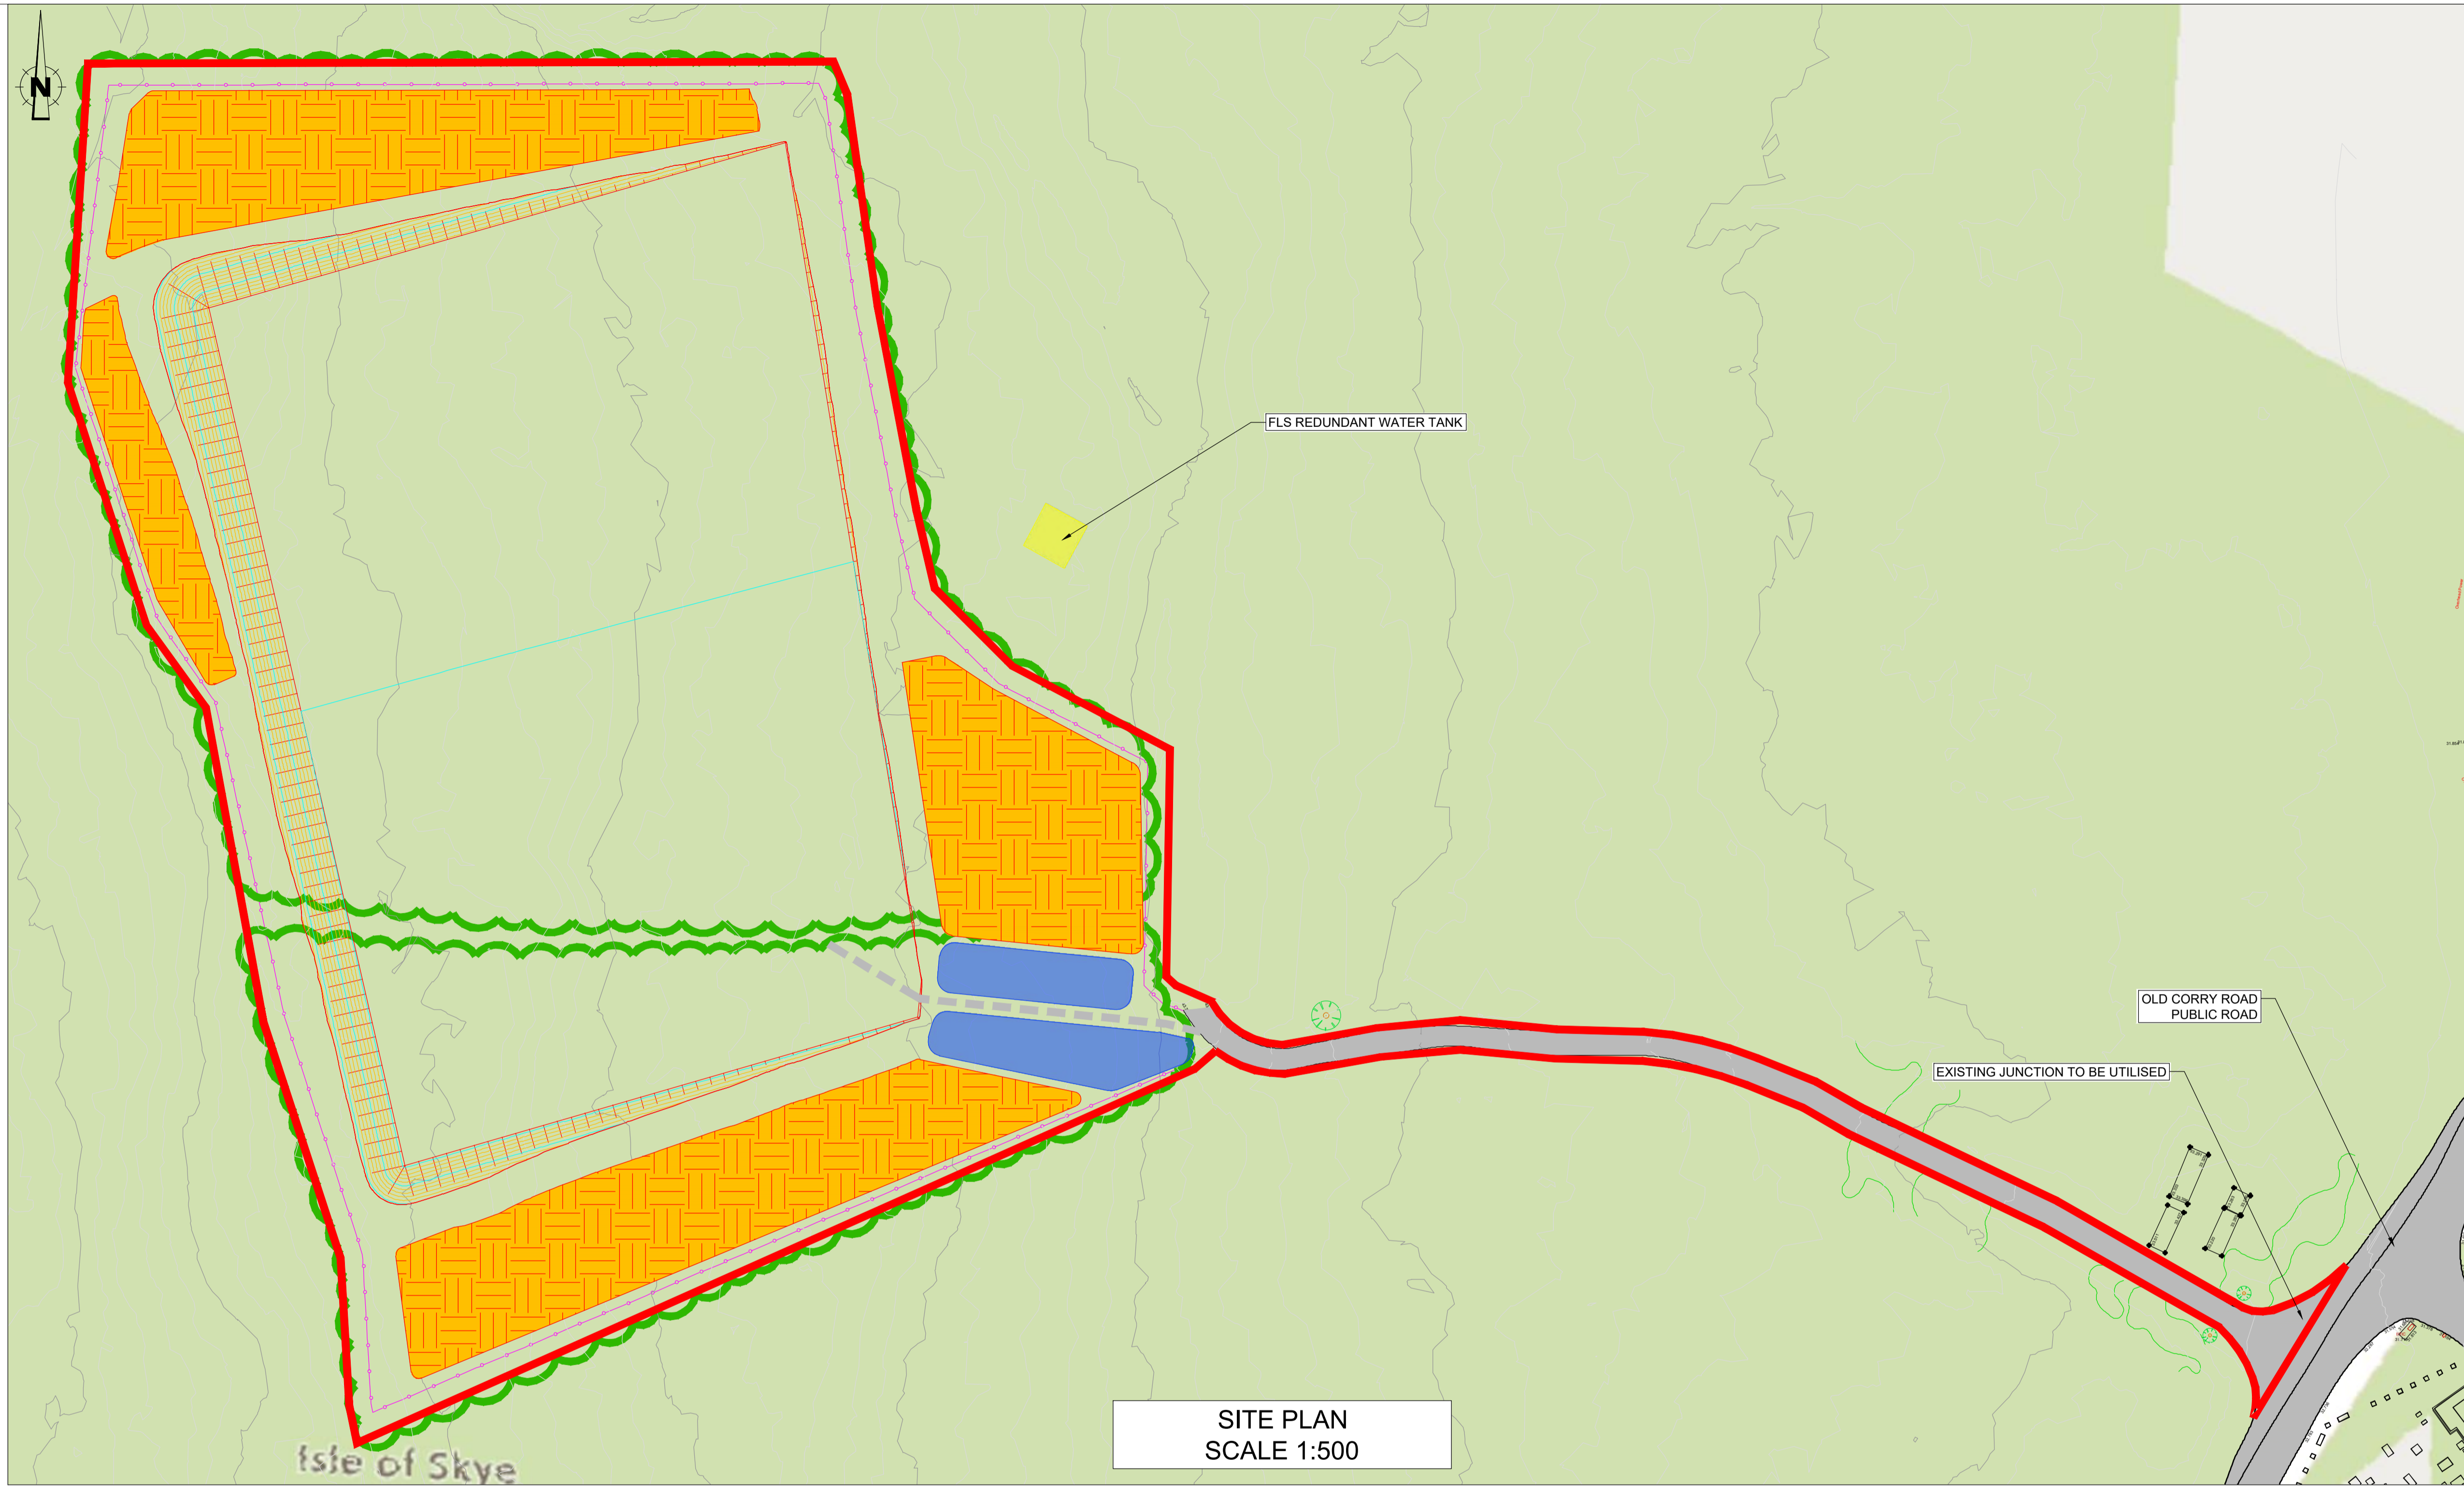 N
FLS REDUNDANT WATER TANK
OLD CORRY ROAD
PUBLIC ROAD
EXISTING JUNCTION TO BE UTILISED
SITE PLAN
SCALE 1:500
Isle of Skye